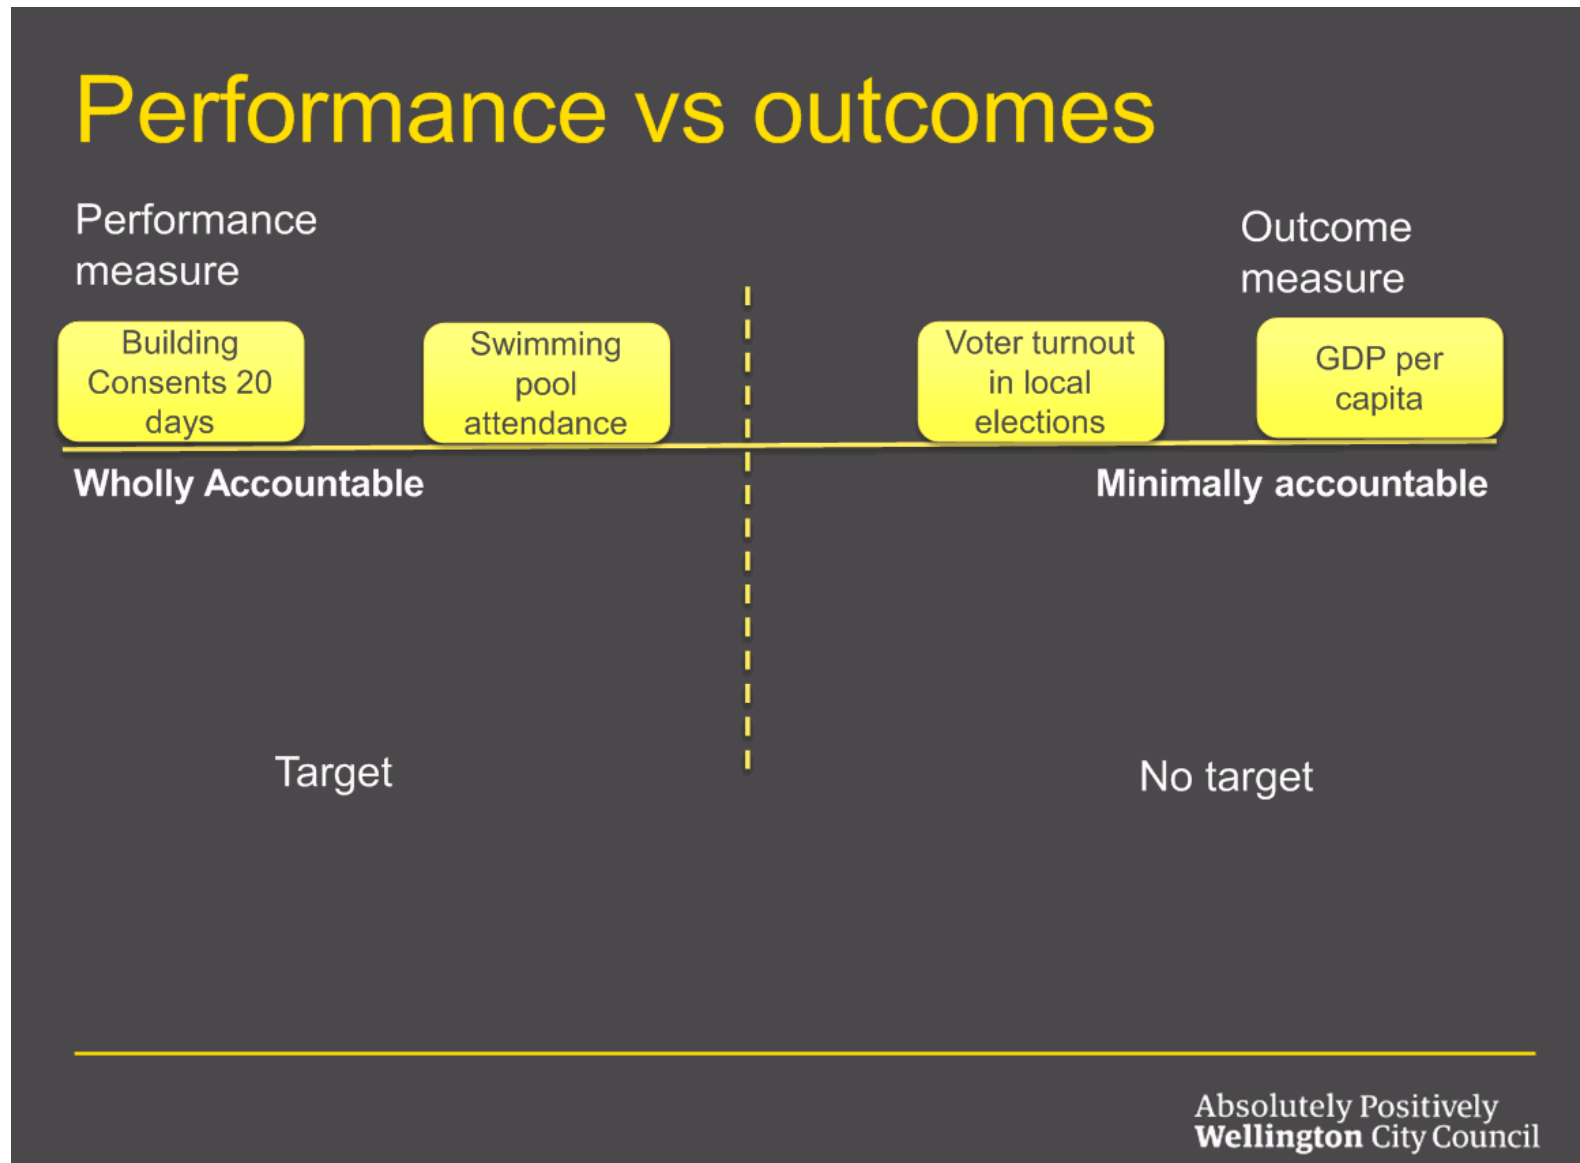 Performance vs outcomes
Performance
measure
Outcome
measure
Building
Consents 20
days
Swimming
pool
attendance
Voter turnout
in local
elections
GDP per
capita
Wholly Accountable
Minimally accountable
Target
No target
Absolutely Positively
Wellington City Council